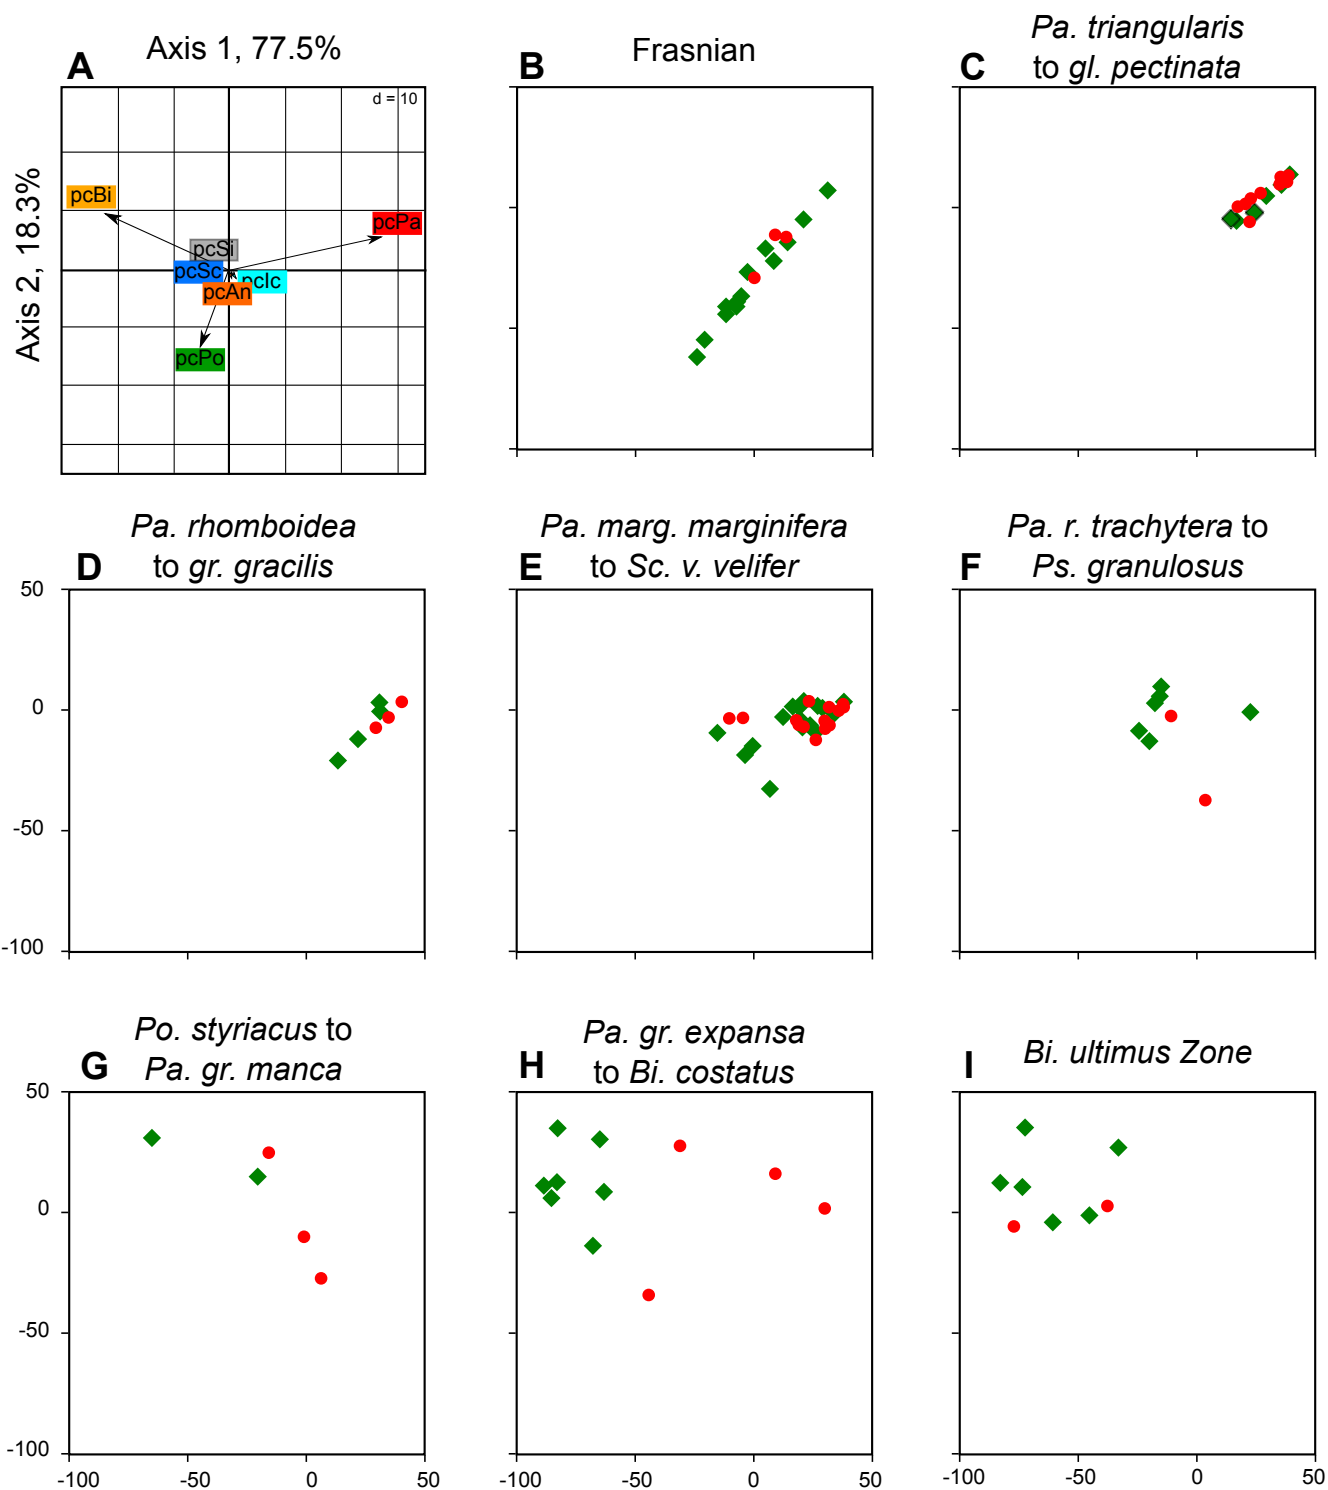 A
Axis 1, 77.5%
Axis 2, 18.3%
d = 10
pcBi
pcPa
pcSi
pcSc
pcIc
pcAn
pcPo
B
Frasnian
C
Pa. triangularis
to gl. pectinata
D
Pa. rhomboidea
to gr. gracilis
50
0
-50
-100
E
Pa. marg. marginifera
to Sc. v. velifer
F
Pa. r. trachytera to
Ps. granulosus
G
Po. styriacus to
Pa. gr. manca
50
0
-50
-100
-100
-50
0
50
H
Pa. gr. expansa
to Bi. costatus
-100
-50
0
50
I
Bi. ultimus Zone
-100
-50
0
50